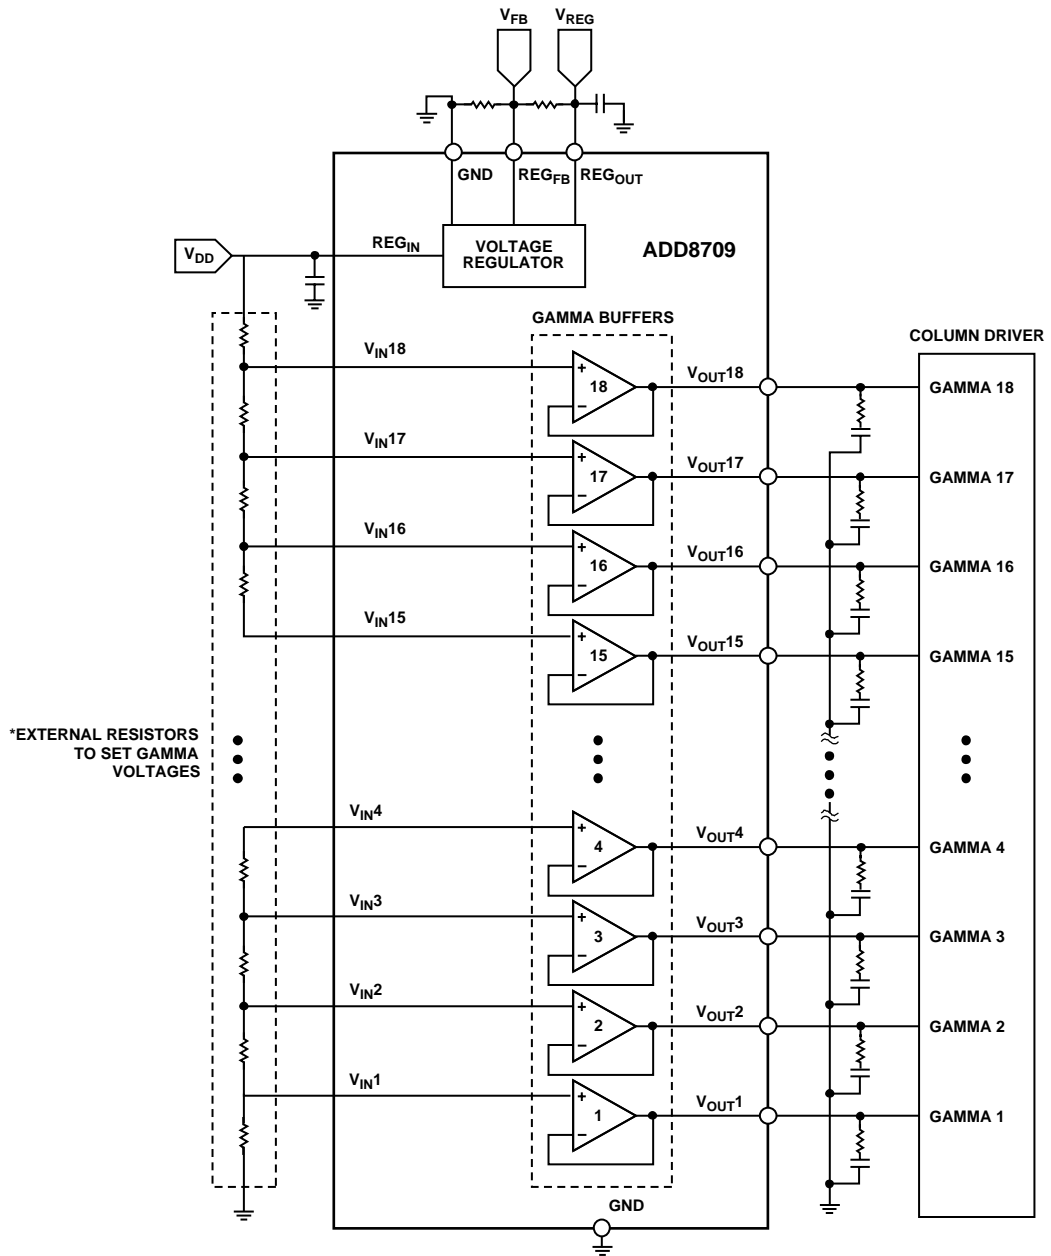 VFB
VREG
GND
REGFB
REGOUT
VDD
REGIN
VOLTAGE
REGULATOR
ADD8709
GAMMA BUFFERS
COLUMN DRIVER
VIN18
+
18
−
VOUT18
GAMMA 18
VIN17
+
17
−
VOUT17
GAMMA 17
VIN16
+
16
−
VOUT16
GAMMA 16
VIN15
+
15
−
VOUT15
GAMMA 15
*EXTERNAL RESISTORS
TO SET GAMMA
VOLTAGES
VIN4
+
4
−
VOUT4
GAMMA 4
VIN3
+
3
−
VOUT3
GAMMA 3
VIN2
+
2
−
VOUT2
GAMMA 2
VIN1
+
1
−
VOUT1
GAMMA 1
GND